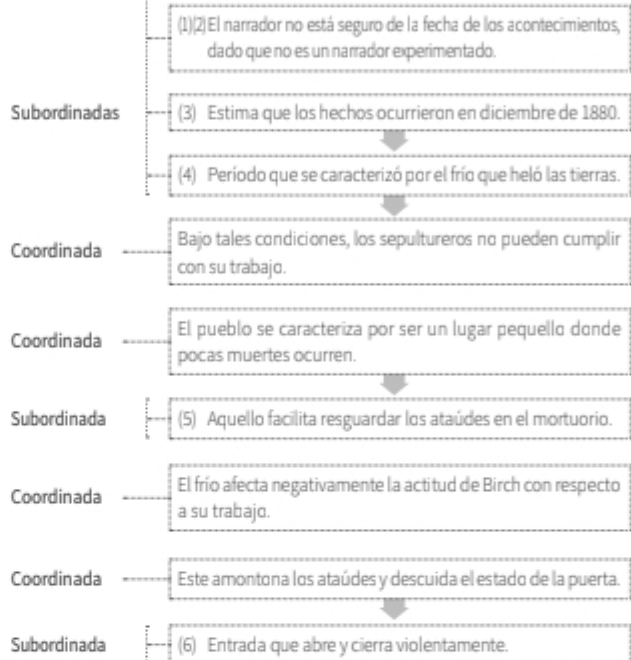 (1)(2) El narrador no está seguro de la fecha de los acontecimientos,
dado que no es un narrador experimentado.
Subordinadas
(3) Estima que los hechos ocurrieron en diciembre de 1880.
(4) Período que se caracterizó por el frío que heló las tierras.
Coordinada
Bajo tales condiciones, los sepultureros no pueden cumplir
con su trabajo.
Coordinada
El pueblo se caracteriza por ser un lugar pequeño donde
pocas muertes ocurren.
Subordinada
(5) Aquello facilita resguardar los ataúdes en el mortuorio.
Coordinada
El frío afecta negativamente la actitud de Birch con respecto
a su trabajo.
Coordinada
Este amontona los ataúdes y descuida el estado de la puerta.
Subordinada
(6) Entrada que abre y cierra violentamente.